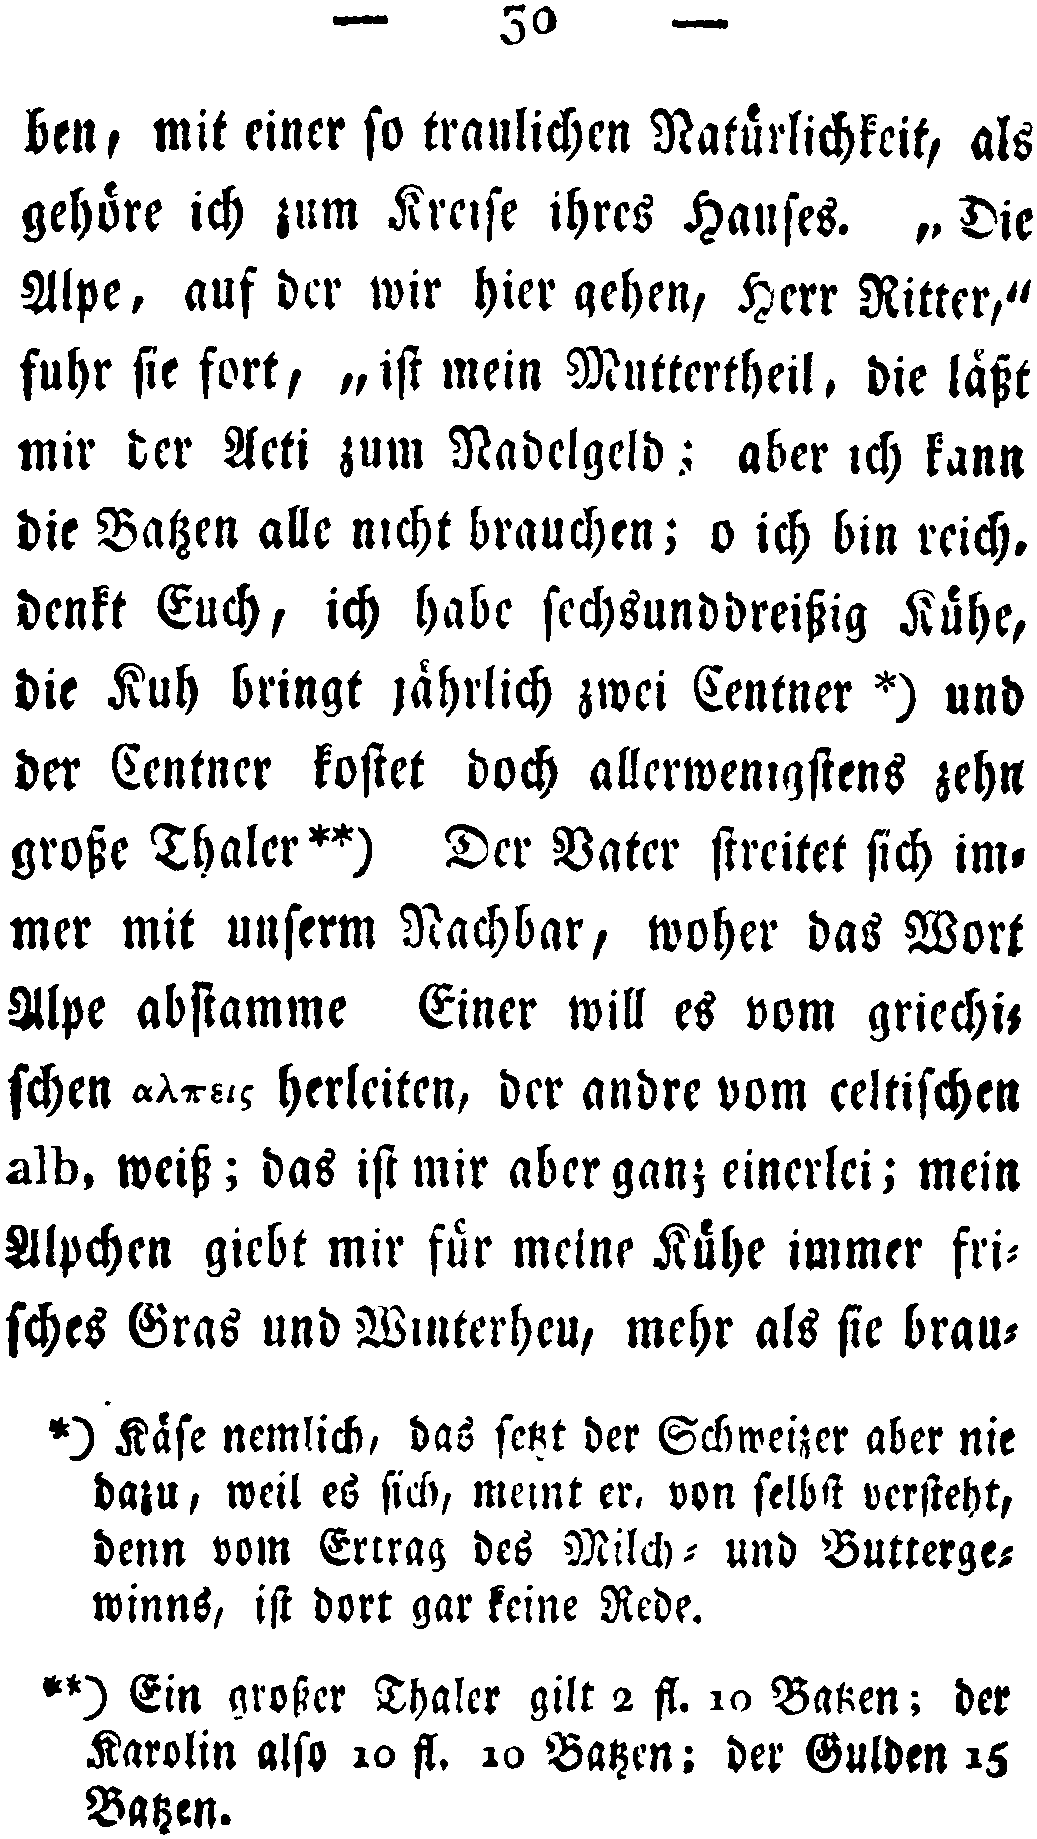 — 30 —
ben, mit einer so traulichen Natürlichkeit, als
gehöre ich zum Kreise ihres Hauses. „Die
Alpe, auf der wir hier gehen, Herr Ritter,“
fuhr sie fort, „ist mein Muttertheil, die läßt
mir der Aeti zum Nadelgeld; aber ich kann
die Batzen alle nicht brauchen; o ich bin reich.
denkt Euch, ich habe sechsunddreißig Kühe,
die Kuh bringt jährlich zwei Centner *) und
der Centner kostet doch allerwenigstens zehn
große Thaler **) Der Vater streitet sich im-
mer mit unserm Nachbar, woher das Wort
Alpe abstamme Einer will es vom griechi-
schen αλπεις herleiten, der andre vom celtischen
alb, weiß; das ist mir aber ganz einerlei; mein
Alpchen giebt mir für meine Kühe immer fri-
sches Gras und Winterheu, mehr als sie brau-
*) Käse nemlich, das setzt der Schweizer aber nie
dazu, weil es sich, meint er, von selbst versteht,
denn vom Ertrag des Milch- und Butterge-
winns, ist dort gar keine Rede.
**) Ein großer Thaler gilt 2 fl. 10 Batzen; der
Karolin also 10 fl. 10 Batzen; der Gulden 15
Batzen.